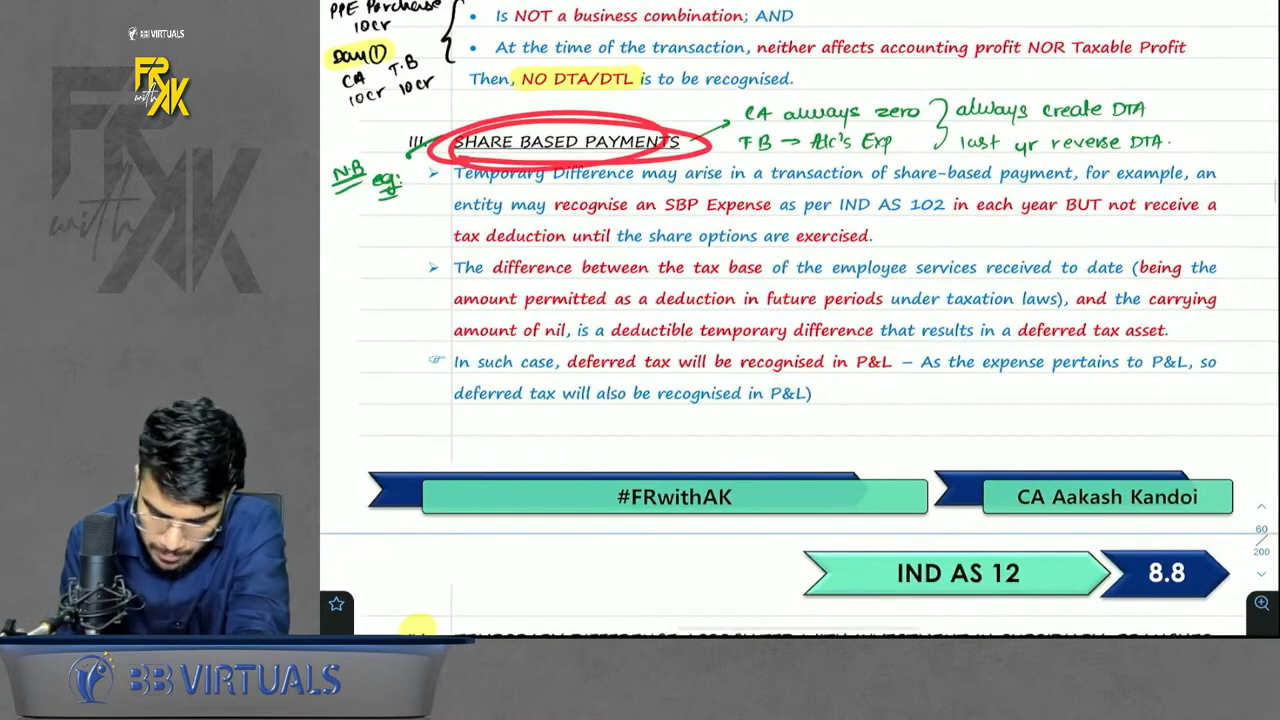 BB VIRTUALS
FR
with
AK
FR
with
AK
PPE Purchase
10cr
Day ①
CA T.B
10cr 10cr
• Is NOT a business combination; AND
• At the time of the transaction, neither affects accounting profit NOR Taxable Profit
Then, NO DTA/DTL is to be recognised.
CA always zero } always create DTA
III. SHARE BASED PAYMENTS
TB → Exp } last yr reverse DTA.
N.B eg:
➢ Temporary Difference may arise in a transaction of share-based payment, for example, an
entity may recognise an SBP Expense as per IND AS 102 in each year BUT not receive a
tax deduction until the share options are exercised.
➢ The difference between the tax base of the employee services received to date (being the
amount permitted as a deduction in future periods under taxation laws), and the carrying
amount of nil, is a deductible temporary difference that results in a deferred tax asset.
☞ In such case, deferred tax will be recognised in P&L – As the expense pertains to P&L, so
deferred tax will also be recognised in P&L)
#FRwithAK
CA Aakash Kandoi
60
/
200
IND AS 12
8.8
BB VIRTUALS